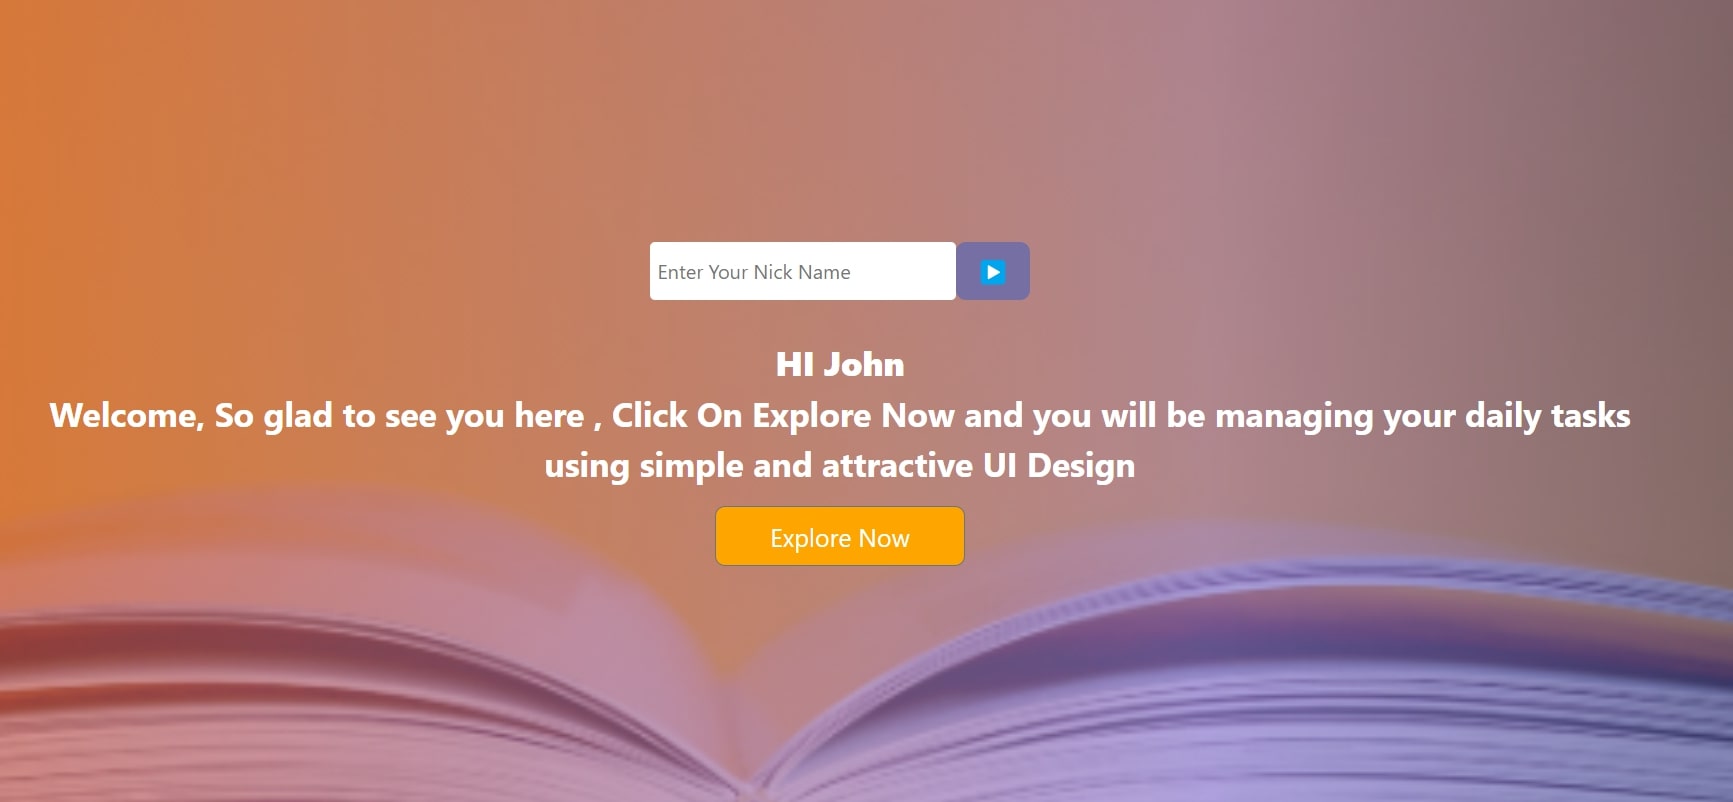 Enter Your Nick Name
HI John
Welcome, So glad to see you here , Click On Explore Now and you will be managing your daily tasks
using simple and attractive UI Design
Explore Now